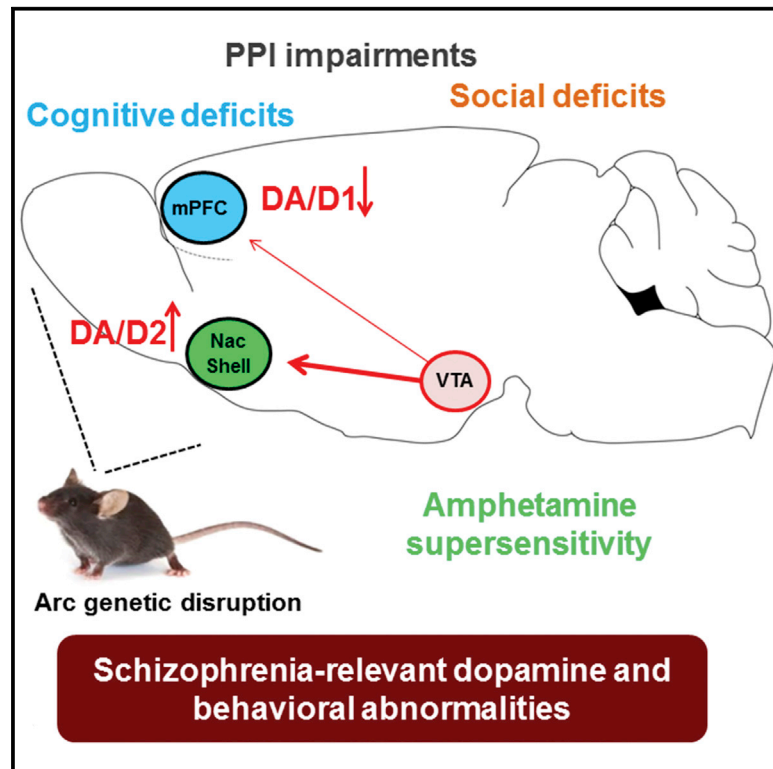 PPI impairments
Cognitive deficits
Social deficits
mPFC
DA/D1↓
DA/D2↑
Nac
Shell
VTA
Amphetamine
supersensitivity
Arc genetic disruption
Schizophrenia-relevant dopamine and
behavioral abnormalities